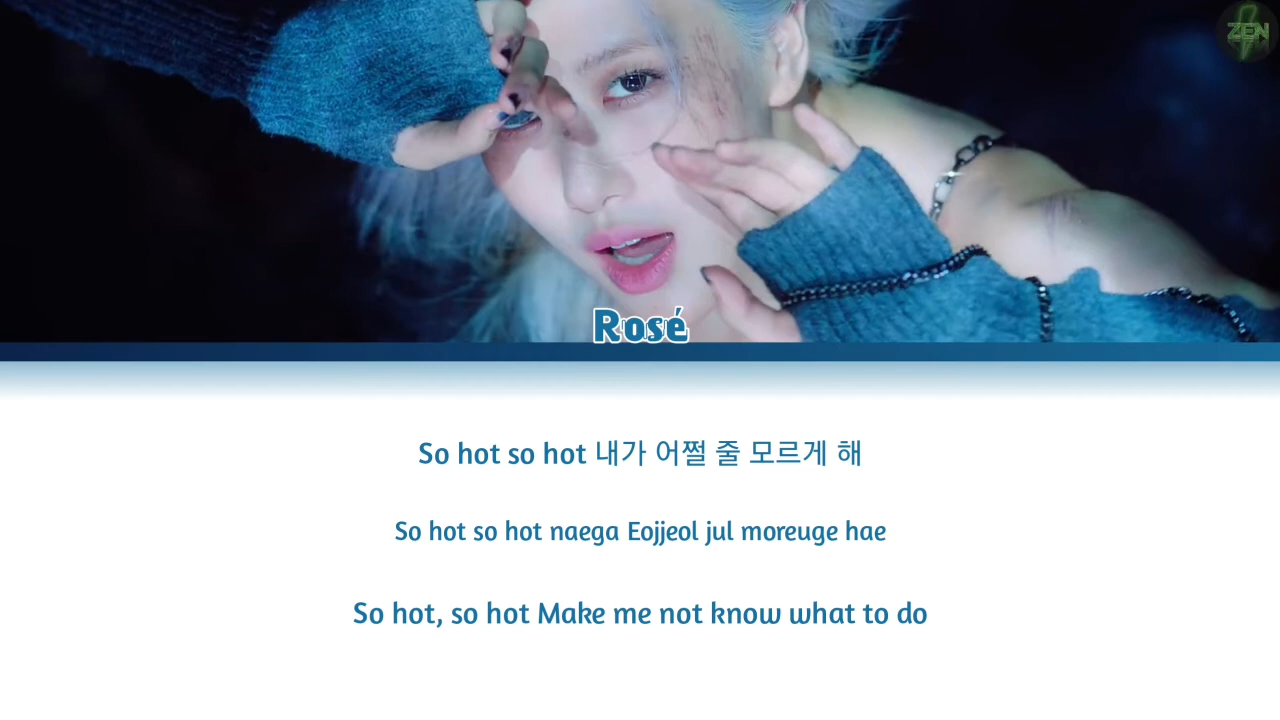 ZEN
Rosé
So hot so hot 내가 어쩔 줄 모르게 해
So hot so hot naega Eojjeol jul moreuge hae
So hot, so hot Make me not know what to do